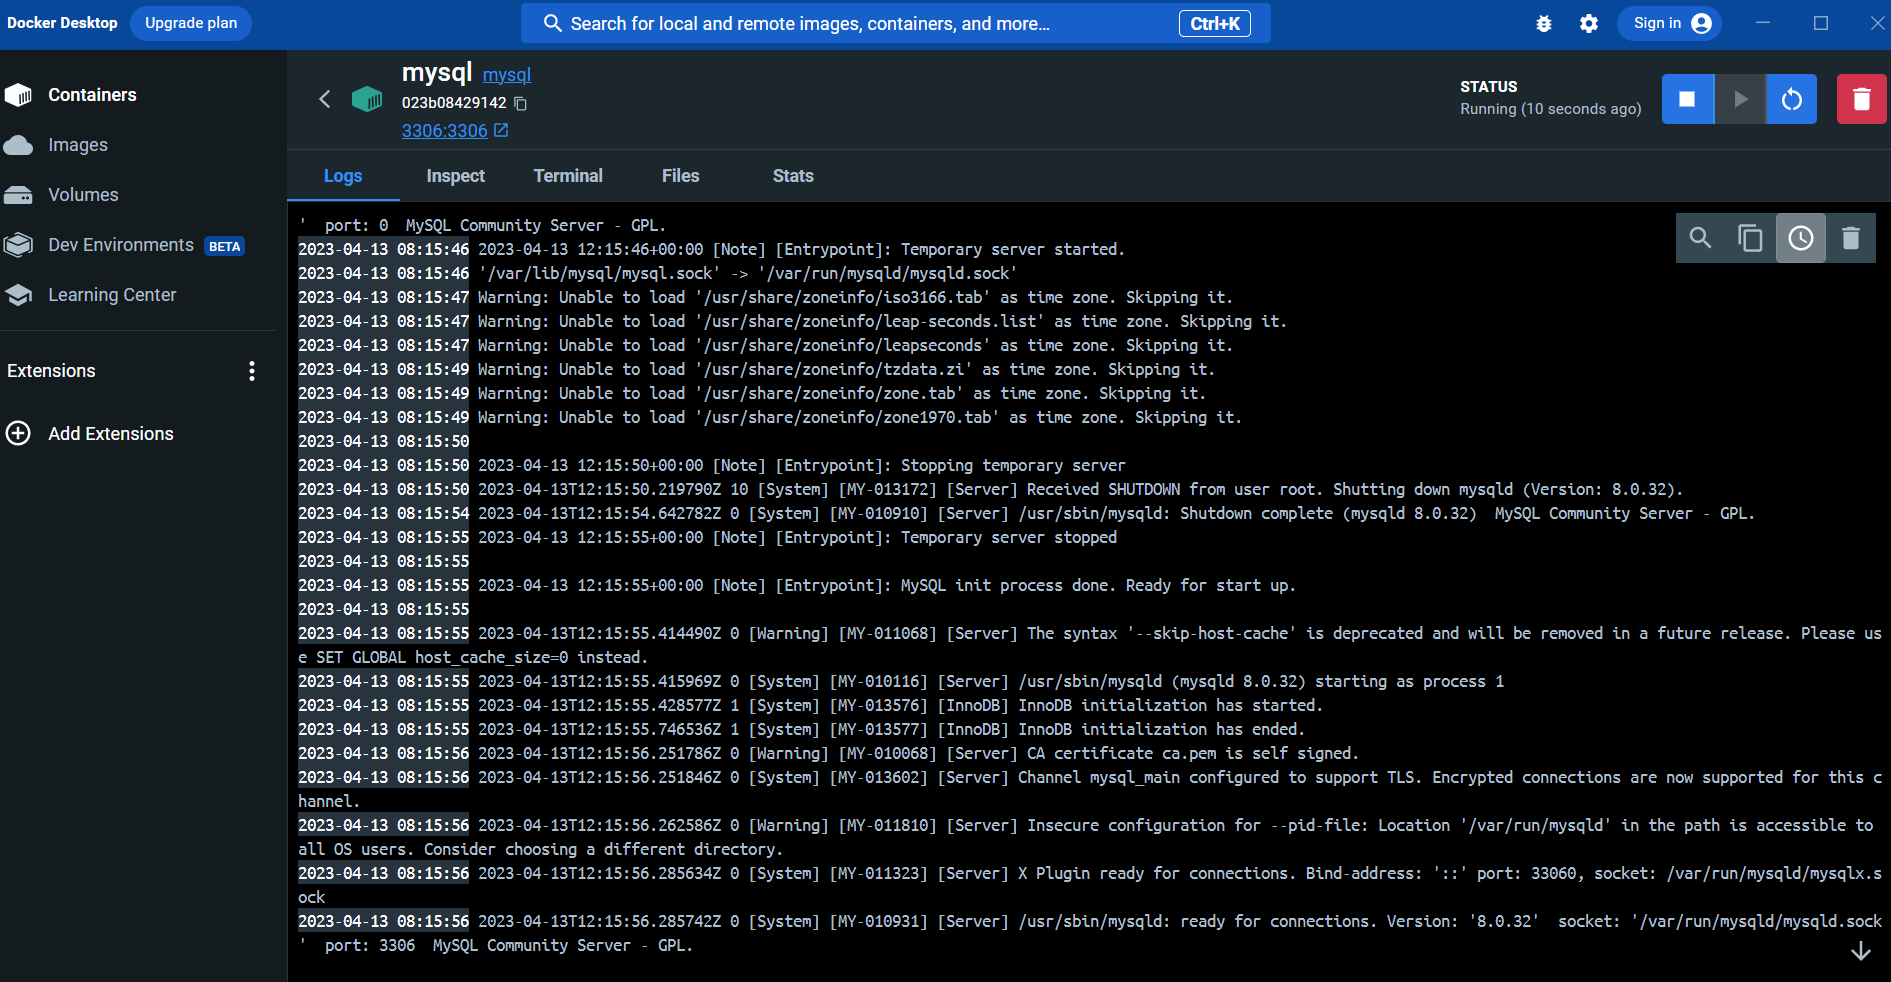 Docker Desktop Upgrade plan Search for local and remote images, containers, and more... Ctrl+K Sign in
Containers
Images
Volumes
Dev Environments BETA
Learning Center
Extensions
Add Extensions
mysql mysql
023b08429142
3306:3306
STATUS
Running (10 seconds ago)
Logs Inspect Terminal Files Stats
' port: 0  MySQL Community Server - GPL.
2023-04-13 08:15:46 2023-04-13 12:15:46+00:00 [Note] [Entrypoint]: Temporary server started.
2023-04-13 08:15:46 '/var/lib/mysql/mysql.sock' -> '/var/run/mysqld/mysqld.sock'
2023-04-13 08:15:47 Warning: Unable to load '/usr/share/zoneinfo/iso3166.tab' as time zone. Skipping it.
2023-04-13 08:15:47 Warning: Unable to load '/usr/share/zoneinfo/leap-seconds.list' as time zone. Skipping it.
2023-04-13 08:15:47 Warning: Unable to load '/usr/share/zoneinfo/leapseconds' as time zone. Skipping it.
2023-04-13 08:15:49 Warning: Unable to load '/usr/share/zoneinfo/tzdata.zi' as time zone. Skipping it.
2023-04-13 08:15:49 Warning: Unable to load '/usr/share/zoneinfo/zone.tab' as time zone. Skipping it.
2023-04-13 08:15:49 Warning: Unable to load '/usr/share/zoneinfo/zone1970.tab' as time zone. Skipping it.
2023-04-13 08:15:50
2023-04-13 08:15:50 2023-04-13 12:15:50+00:00 [Note] [Entrypoint]: Stopping temporary server
2023-04-13 08:15:50 2023-04-13T12:15:50.219790Z 10 [System] [MY-013172] [Server] Received SHUTDOWN from user root. Shutting down mysqld (Version: 8.0.32).
2023-04-13 08:15:54 2023-04-13T12:15:54.642782Z 0 [System] [MY-010910] [Server] /usr/sbin/mysqld: Shutdown complete (mysqld 8.0.32)  MySQL Community Server - GPL.
2023-04-13 08:15:55 2023-04-13 12:15:55+00:00 [Note] [Entrypoint]: Temporary server stopped
2023-04-13 08:15:55
2023-04-13 08:15:55 2023-04-13 12:15:55+00:00 [Note] [Entrypoint]: MySQL init process done. Ready for start up.
2023-04-13 08:15:55
2023-04-13 08:15:55 2023-04-13T12:15:55.414490Z 0 [Warning] [MY-011068] [Server] The syntax '--skip-host-cache' is deprecated and will be removed in a future release. Please us
e SET GLOBAL host_cache_size=0 instead.
2023-04-13 08:15:55 2023-04-13T12:15:55.415969Z 0 [System] [MY-010116] [Server] /usr/sbin/mysqld (mysqld 8.0.32) starting as process 1
2023-04-13 08:15:55 2023-04-13T12:15:55.428577Z 1 [System] [MY-013576] [InnoDB] InnoDB initialization has started.
2023-04-13 08:15:55 2023-04-13T12:15:55.746536Z 1 [System] [MY-013577] [InnoDB] InnoDB initialization has ended.
2023-04-13 08:15:56 2023-04-13T12:15:56.251786Z 0 [Warning] [MY-010068] [Server] CA certificate ca.pem is self signed.
2023-04-13 08:15:56 2023-04-13T12:15:56.251846Z 0 [System] [MY-013602] [Server] Channel mysql_main configured to support TLS. Encrypted connections are now supported for this c
hannel.
2023-04-13 08:15:56 2023-04-13T12:15:56.262586Z 0 [Warning] [MY-011810] [Server] Insecure configuration for --pid-file: Location '/var/run/mysqld' in the path is accessible to
all OS users. Consider choosing a different directory.
2023-04-13 08:15:56 2023-04-13T12:15:56.285634Z 0 [System] [MY-011323] [Server] X Plugin ready for connections. Bind-address: '::' port: 33060, socket: /var/run/mysqld/mysqlx.s
ock
2023-04-13 08:15:56 2023-04-13T12:15:56.285742Z 0 [System] [MY-010931] [Server] /usr/sbin/mysqld: ready for connections. Version: '8.0.32'  socket: '/var/run/mysqld/mysqld.sock
' port: 3306  MySQL Community Server - GPL.